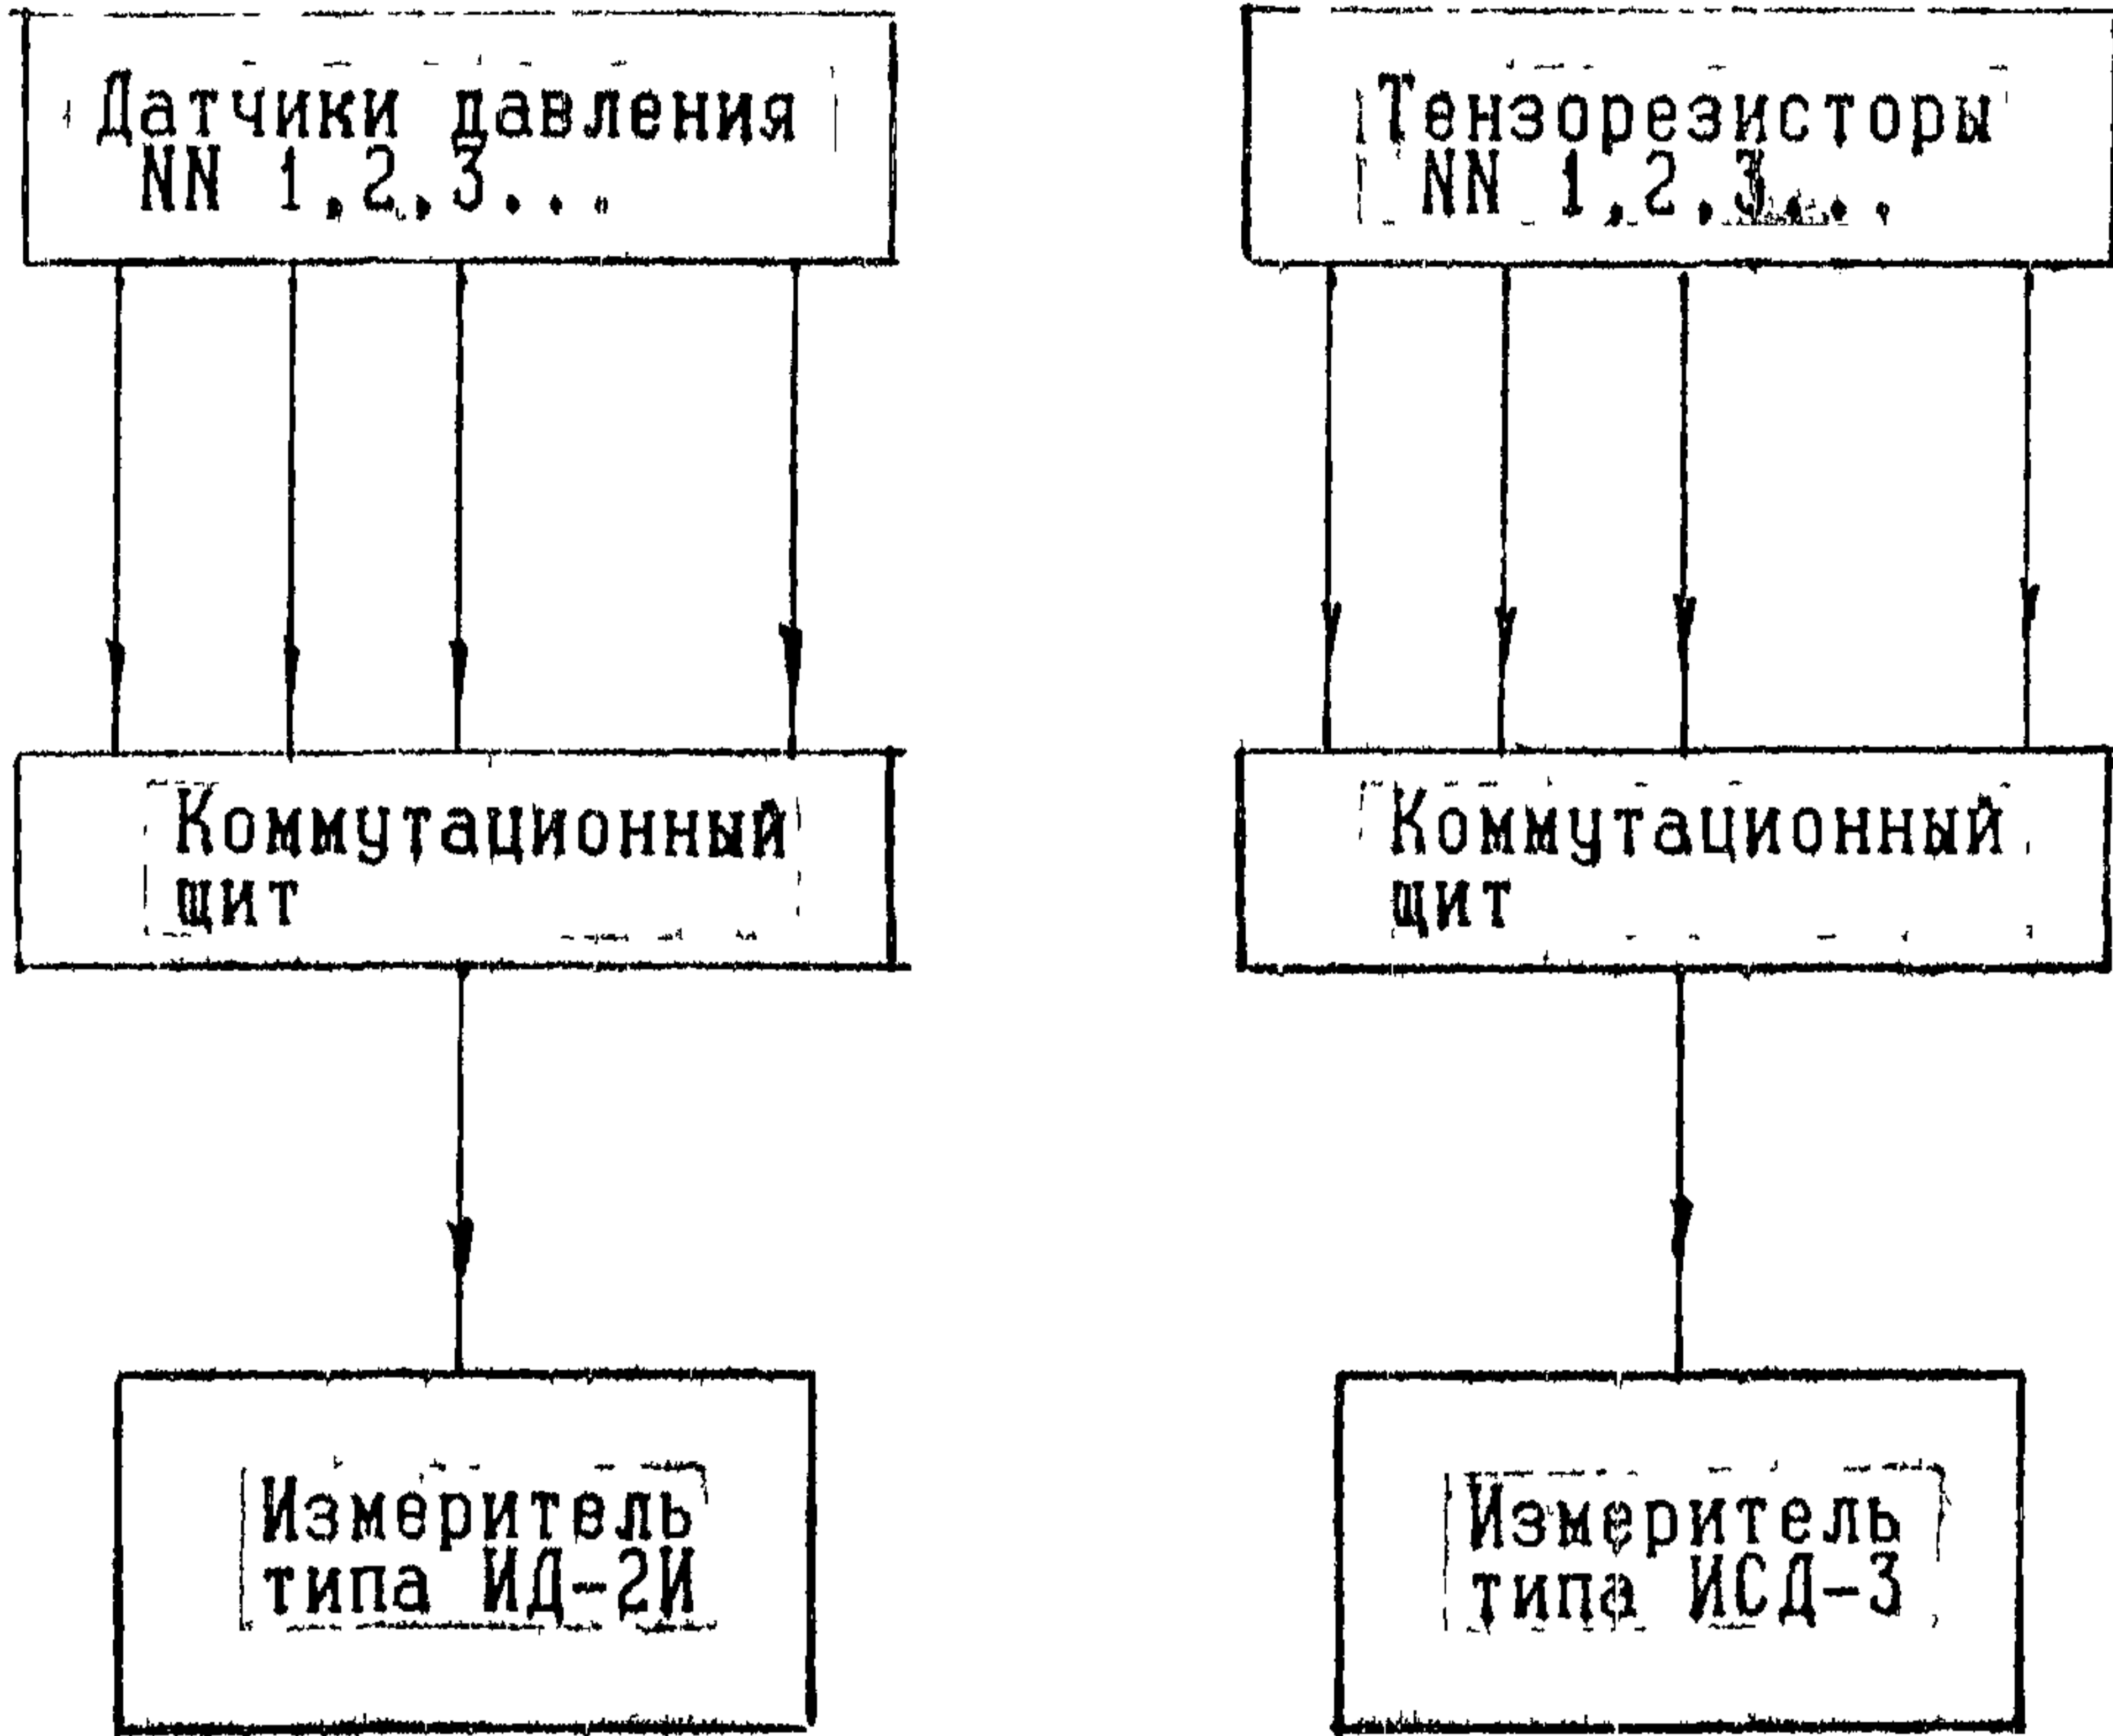 Датчики давления
NN 1,2,3...
Тензорезисторы
NN 1,2,3...
Коммутационный
щит
Коммутационный
щит
Измеритель
типа ИД-2И
Измеритель
типа ИСД-3